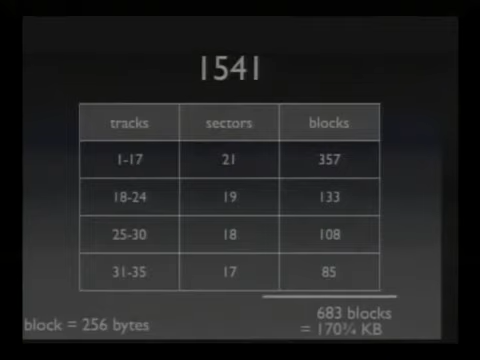 1541
tracks sectors blocks
1-17 21 357
18-24 19 133
25-30 18 108
31-35 17 85
683 blocks
block = 256 bytes
= 170¾ KB